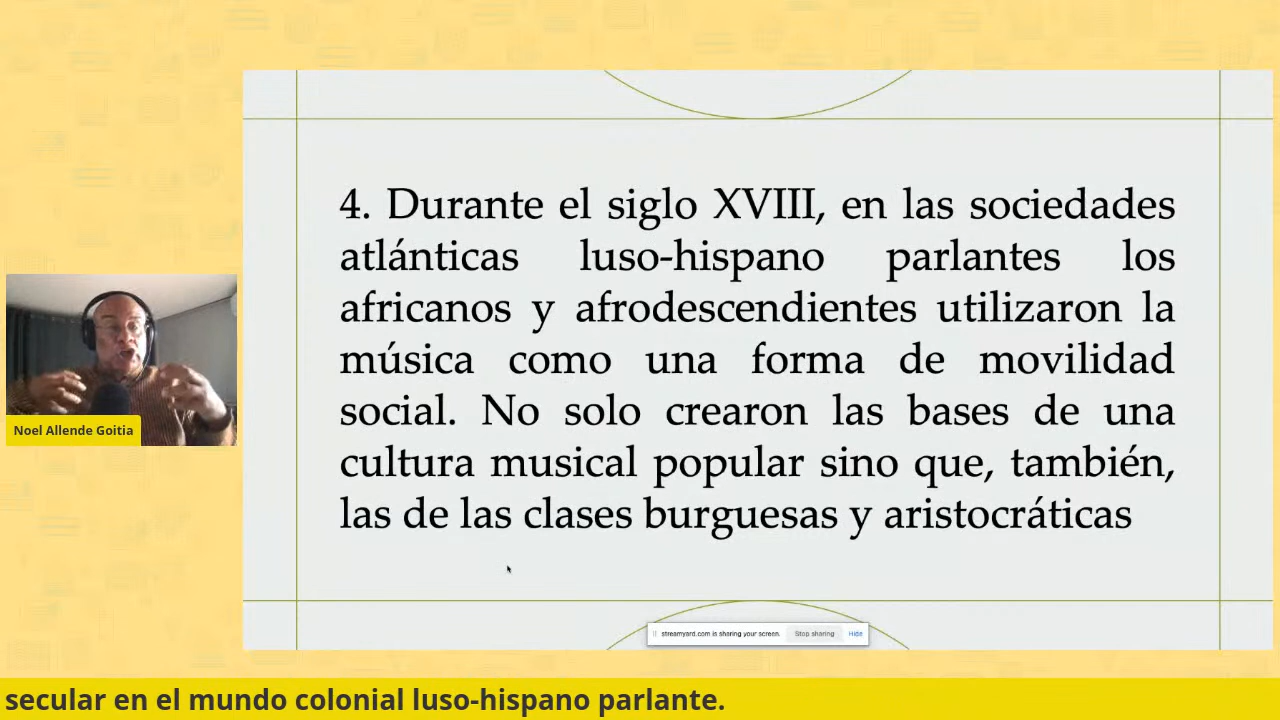 4. Durante el siglo XVIII, en las sociedades
atlánticas luso-hispano parlantes los
africanos y afrodescendientes utilizaron la
música como una forma de movilidad
social. No solo crearon las bases de una
cultura musical popular sino que, también,
las de las clases burguesas y aristocráticas
Noel Allende Goitia
streamyard.com is sharing your screen. Stop sharing Hide
secular en el mundo colonial luso-hispano parlante.